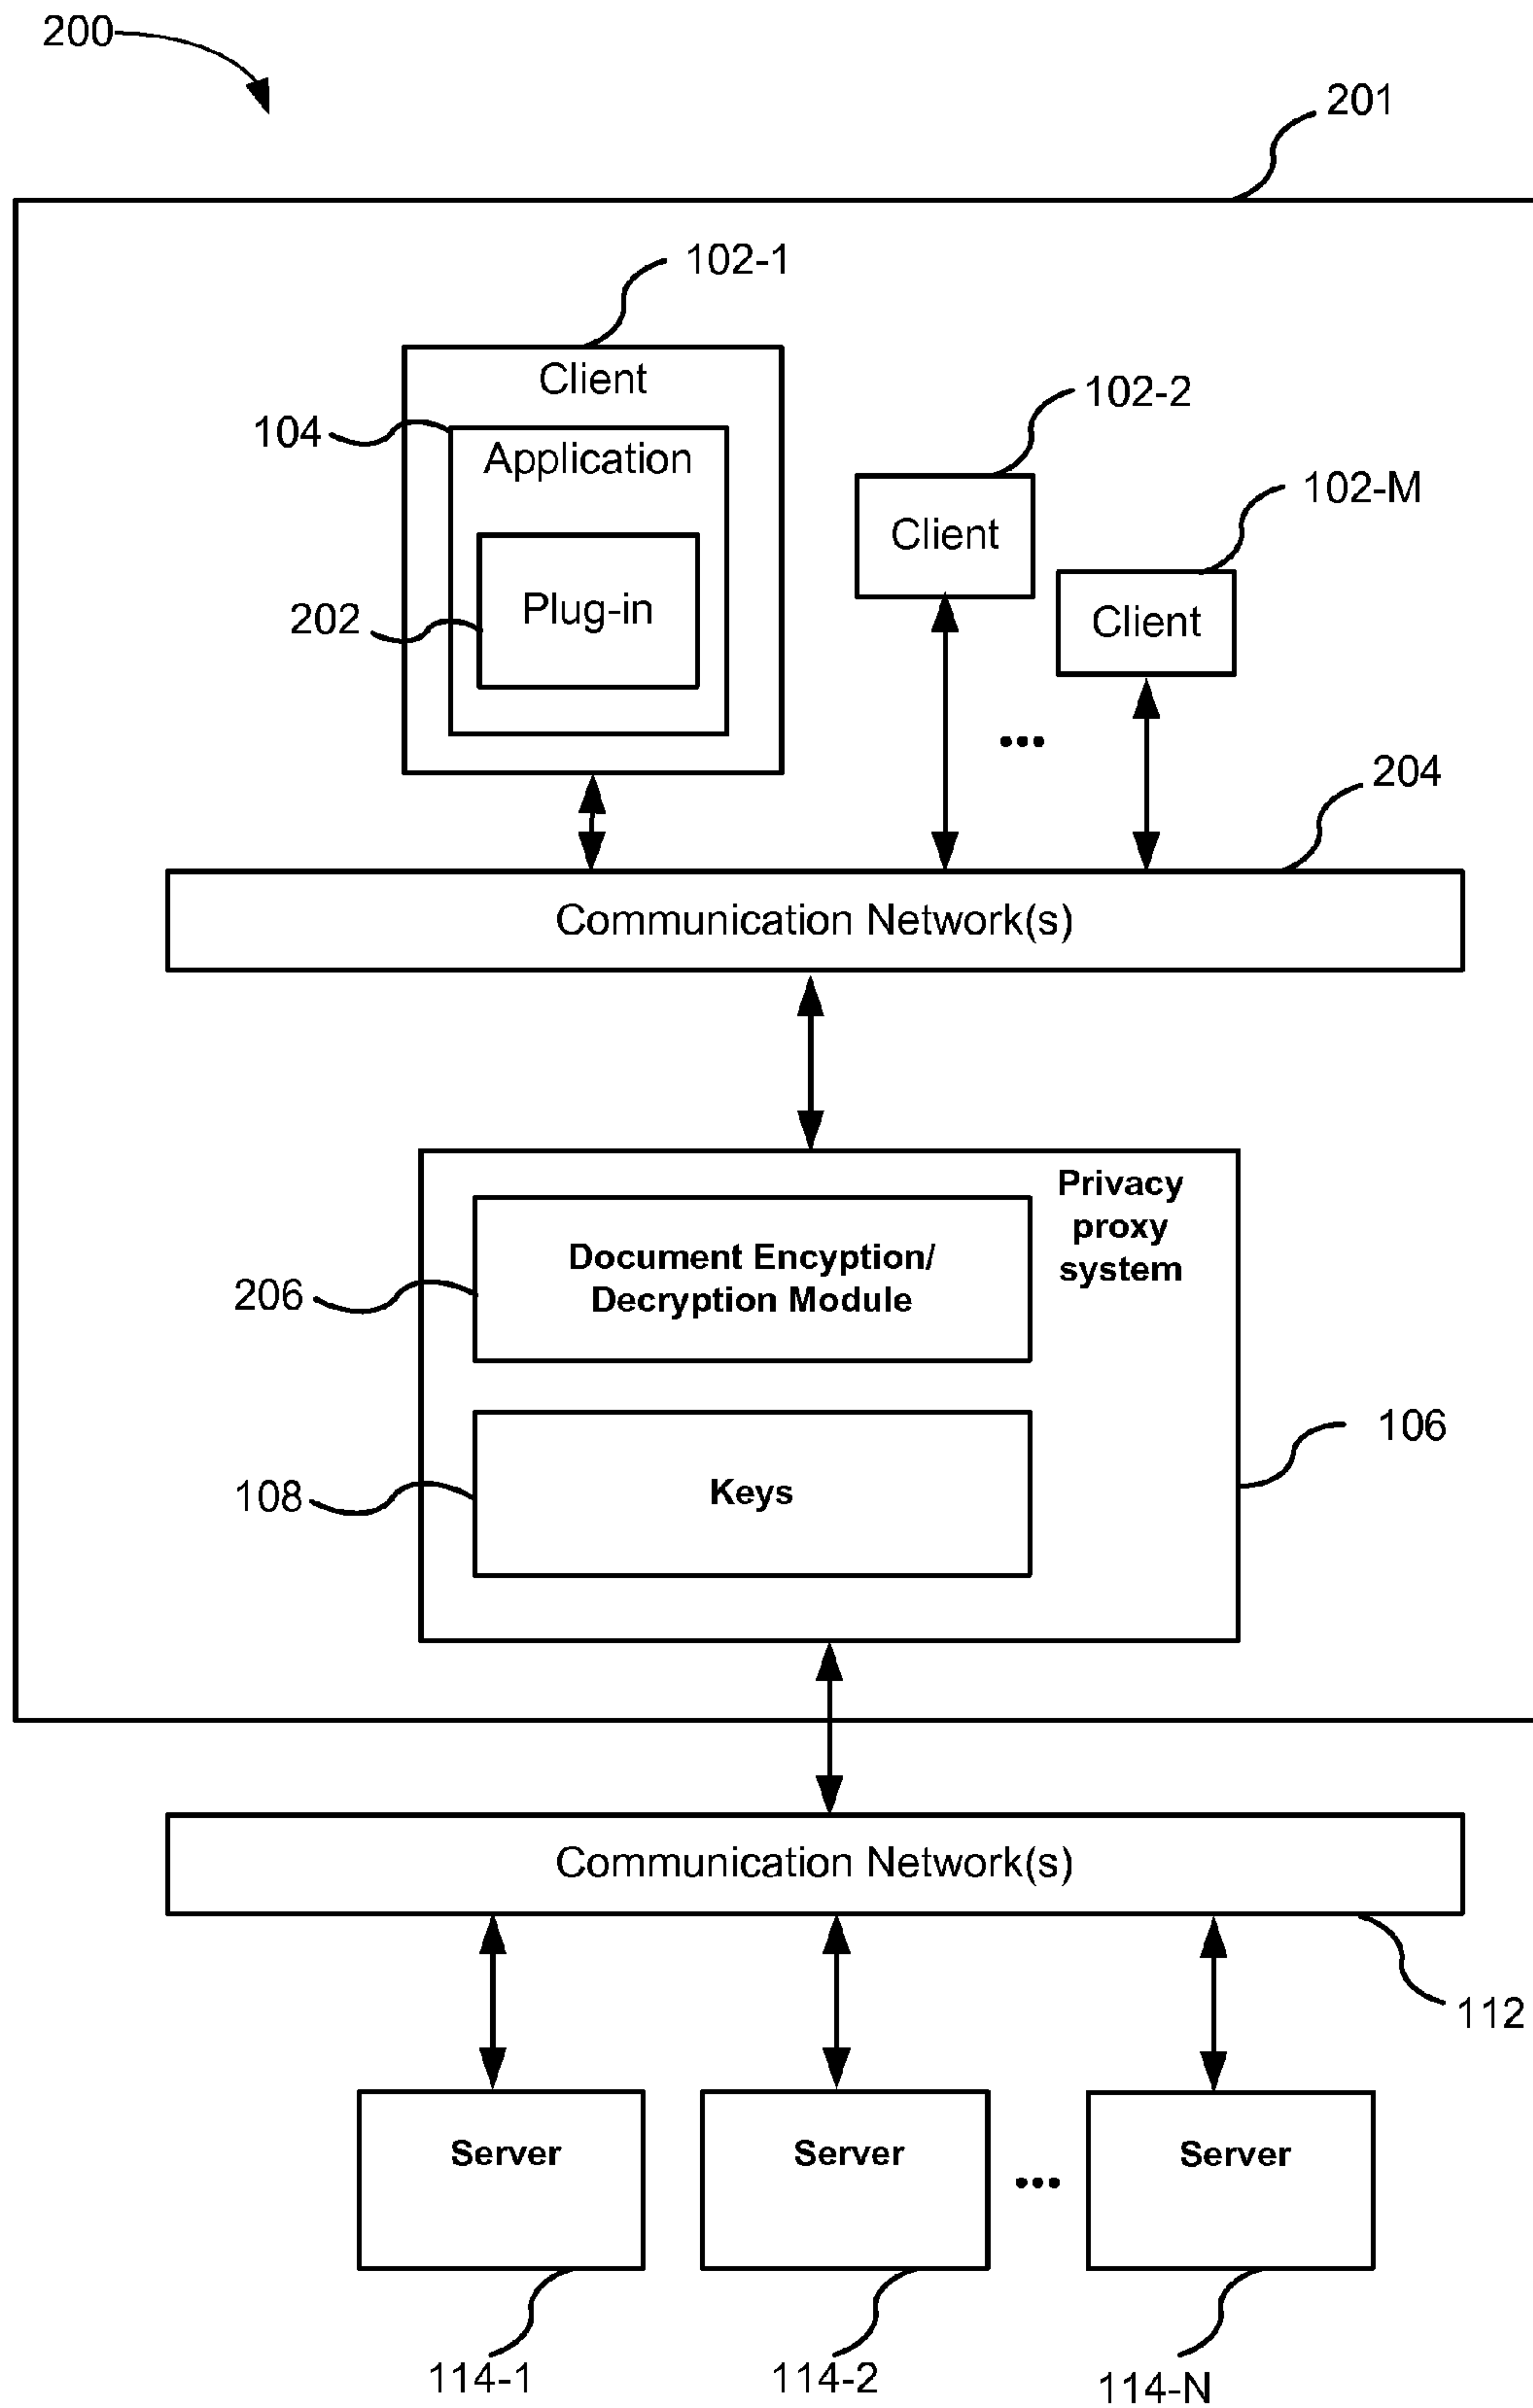 200
201
102-1
Client
102-2
104
Application
102-M
Client
202
Plug-in
Client
...
204
Communication Network(s)
Privacy
proxy
system
Document Encyption/
Decryption Module
206
106
108
Keys
Communication Network(s)
112
Server
Server
...
Server
114-1
114-2
114-N